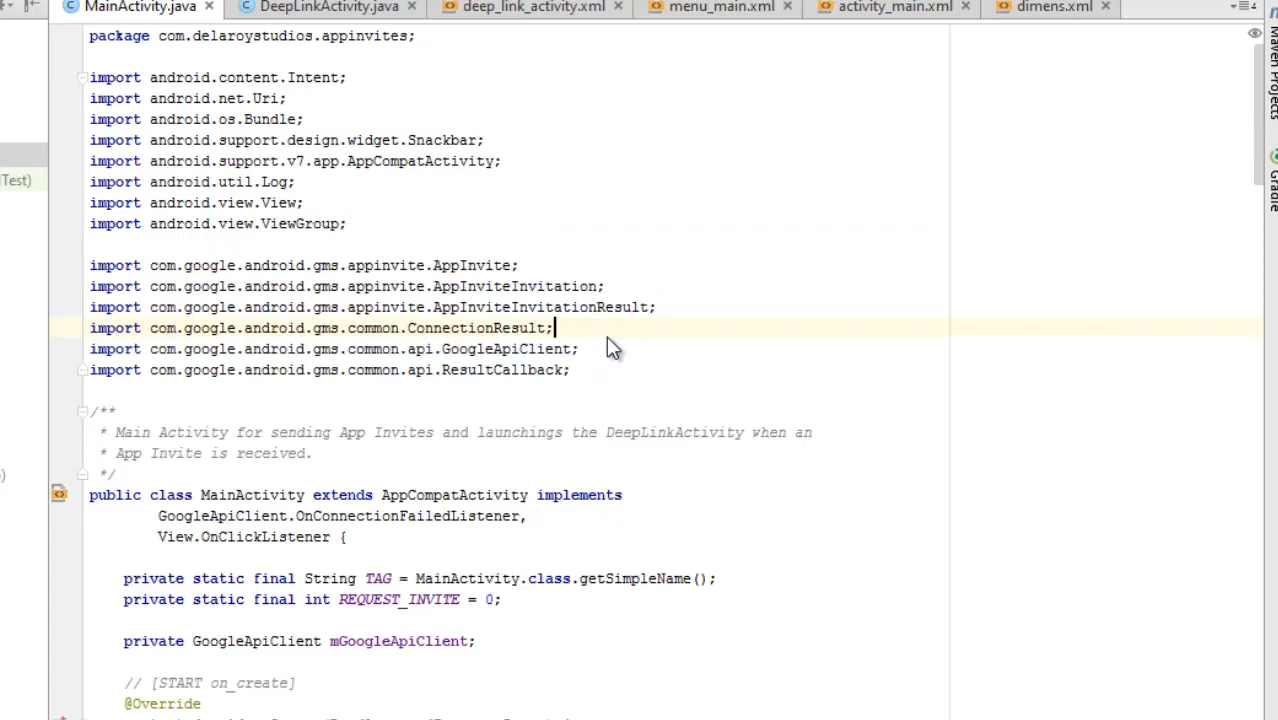 MainActivity.java
DeepLinkActivity.java
deep_link_activity.xml
menu_main.xml
activity_main.xml
dimens.xml
package com.delaroystudios.appinvites;
import android.content.Intent;
import android.net.Uri;
import android.os.Bundle;
import android.support.design.widget.Snackbar;
import android.support.v7.app.AppCompatActivity;
import android.util.Log;
import android.view.View;
import android.view.ViewGroup;
import com.google.android.gms.appinvite.AppInvite;
import com.google.android.gms.appinvite.AppInviteInvitation;
import com.google.android.gms.appinvite.AppInviteInvitationResult;
import com.google.android.gms.common.ConnectionResult;
import com.google.android.gms.common.api.GoogleApiClient;
import com.google.android.gms.common.api.ResultCallback;
/**
* Main Activity for sending App Invites and launchings the DeepLinkActivity when an
* App Invite is received.
*/
public class MainActivity extends AppCompatActivity implements
GoogleApiClient.OnConnectionFailedListener,
View.OnClickListener {
private static final String TAG = MainActivity.class.getSimpleName();
private static final int REQUEST_INVITE = 0;
private GoogleApiClient mGoogleApiClient;
// [START on_create]
@Override
Test)
Maven Projects
Gradle